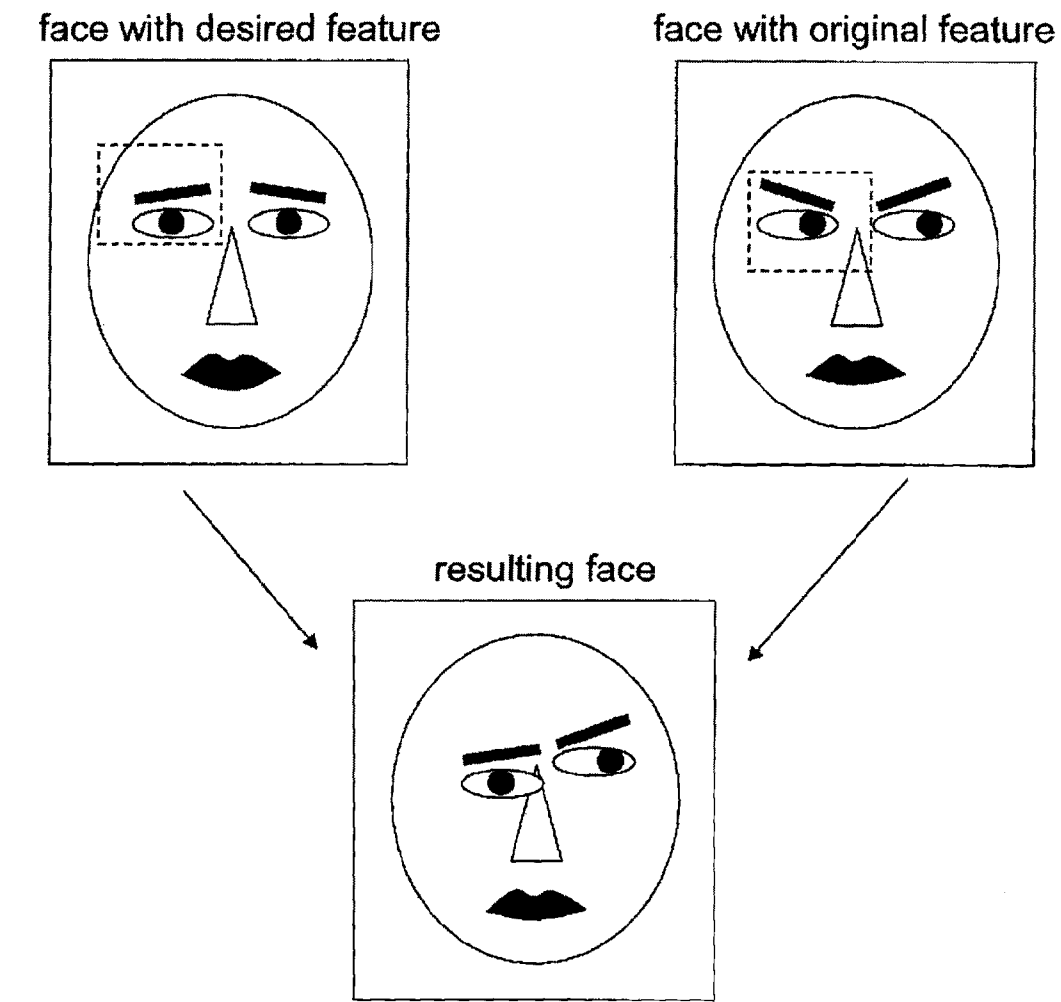 face with desired feature
face with original feature
resulting face